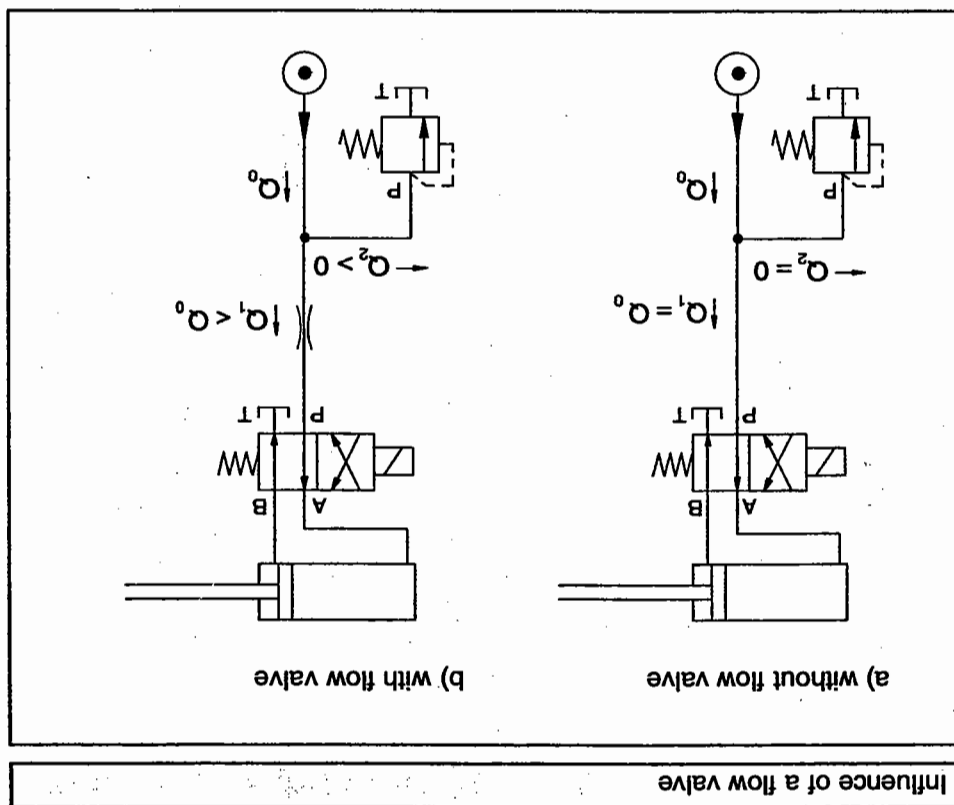 Influence of a flow valve
a) without flow valve
b) with flow valve
A B
P T
Q₁ = Q₀
Q₂ = 0
Q₀
P
T
A B
P T
Q₁ < Q₀
Q₂ > 0
Q₀
P
T